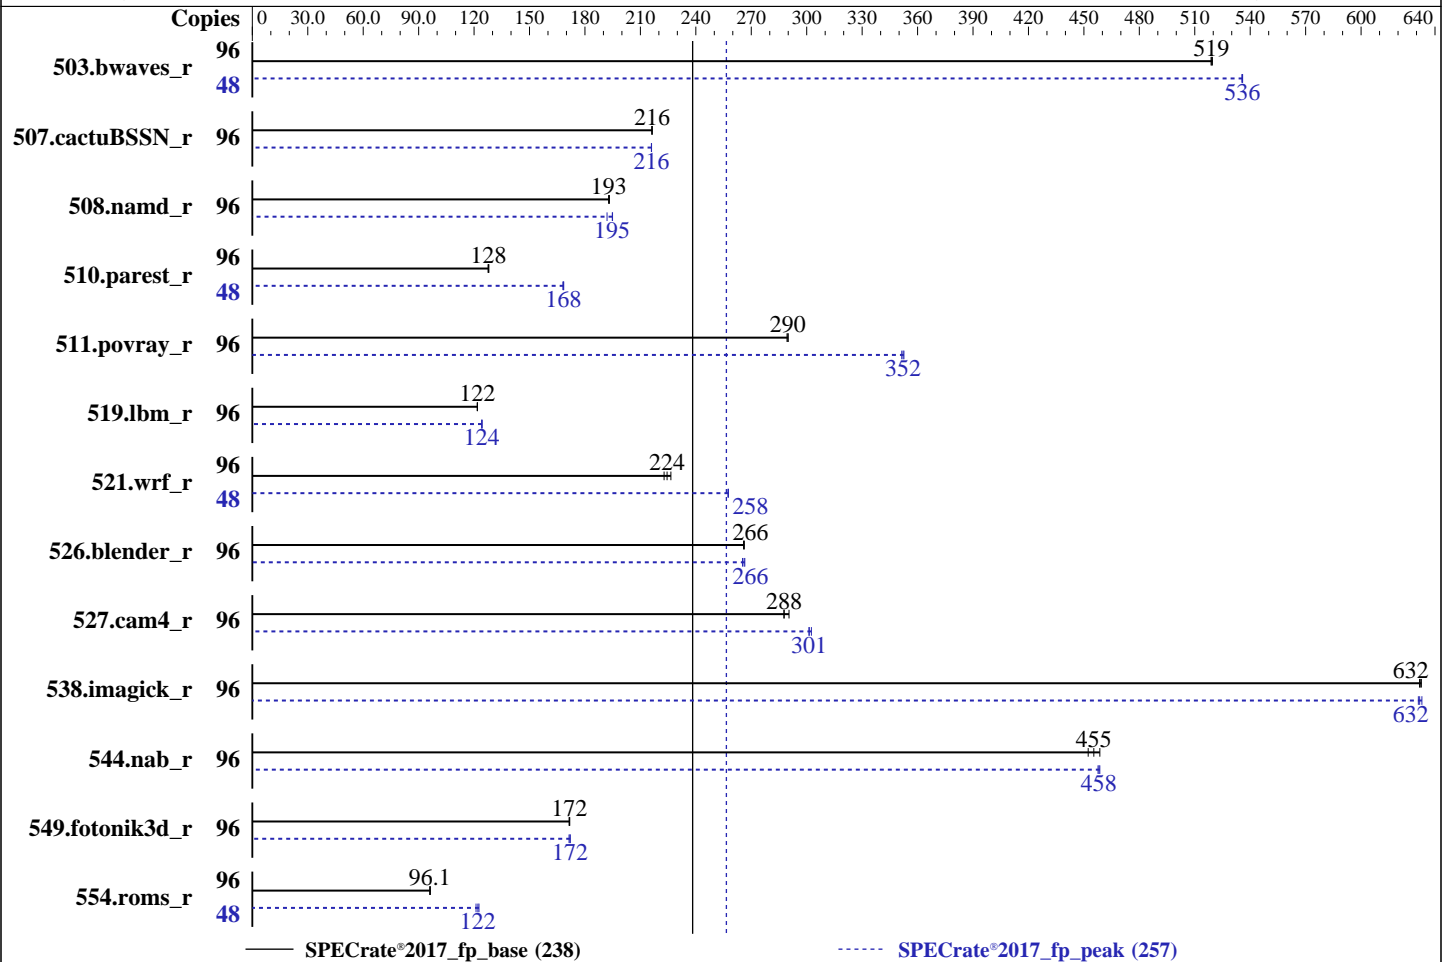 Copies 0 30.0 60.0 90.0 120 150 180 210 240 270 300 330 360 390 420 450 480 510 540 570 600 640
503.bwaves_r 96 519
48 536
507.cactuBSSN_r 96 216
216
508.namd_r 96 193
195
510.parest_r 96 128
48 168
511.povray_r 96 290
352
519.lbm_r 96 122
124
521.wrf_r 96 224
48 258
526.blender_r 96 266
266
527.cam4_r 96 288
301
538.imagick_r 96 632
632
544.nab_r 96 455
458
549.fotonik3d_r 96 172
172
554.roms_r 96 96.1
48 122
SPECrate®2017_fp_base (238) SPECrate®2017_fp_peak (257)